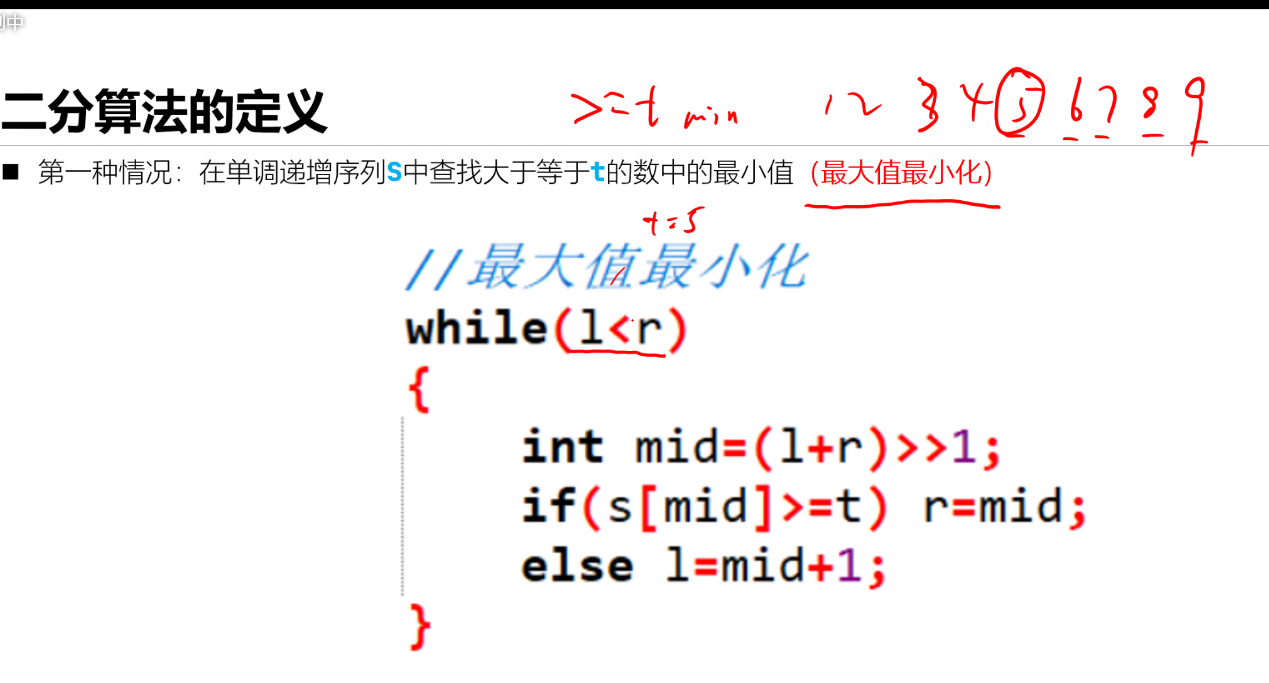 二分算法的定义
>=t min 1 2 3 4 5 6 7 8 9
■ 第一种情况：在单调递增序列S中查找大于等于t的数中的最小值（最大值最小化）
t=5
//最大值最小化
while(l<r)
{
int mid=(l+r)>>1;
if(s[mid]>=t) r=mid;
else l=mid+1;
}